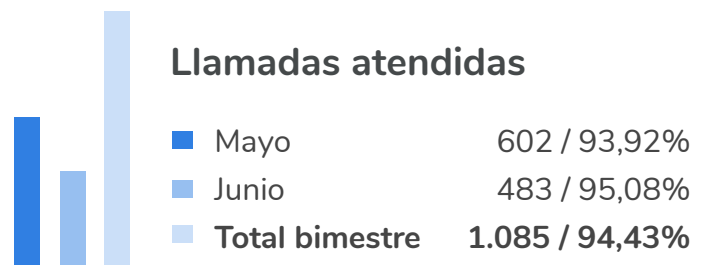 Llamadas atendidas
Mayo 602 / 93,92%
Junio 483 / 95,08%
Total bimestre 1.085 / 94,43%